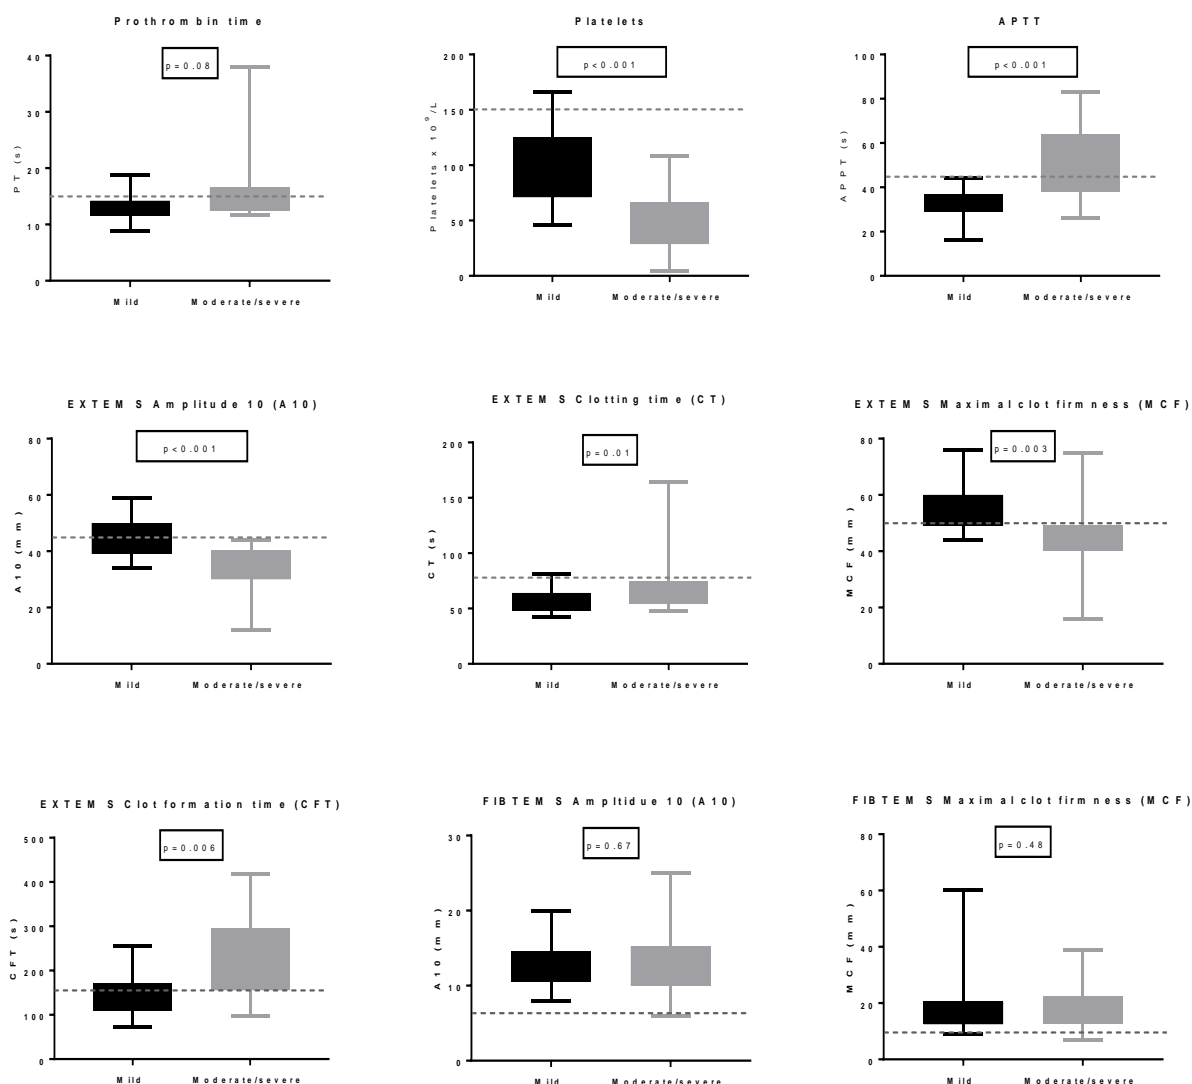 Prothrombin time
p=0.08
PT (s)
40
30
20
10
0
Mild
Moderate/severe
Platelets
p<0.001
Platelets x 10⁹/L
200
150
100
50
0
Mild
Moderate/severe
APTT
p<0.001
APPT (s)
100
80
60
40
20
0
Mild
Moderate/severe
EXTEM S Amplitude 10 (A10)
p<0.001
A10 (mm)
80
60
40
20
0
Mild
Moderate/severe
EXTEM S Clotting time (CT)
p=0.01
CT (s)
200
150
100
50
0
Mild
Moderate/severe
EXTEM S Maximal clot firmness (MCF)
p=0.003
MCF (mm)
80
60
40
20
0
Mild
Moderate/severe
EXTEM S Clot formation time (CFT)
p=0.006
CFT (s)
500
400
300
200
100
0
Mild
Moderate/severe
FIBTEM S Ampltidue 10 (A10)
p=0.67
A10 (mm)
30
20
10
0
Mild
Moderate/severe
FIBTEM S Maximal clot firmness (MCF)
p=0.48
MCF (mm)
80
60
40
20
0
Mild
Moderate/severe